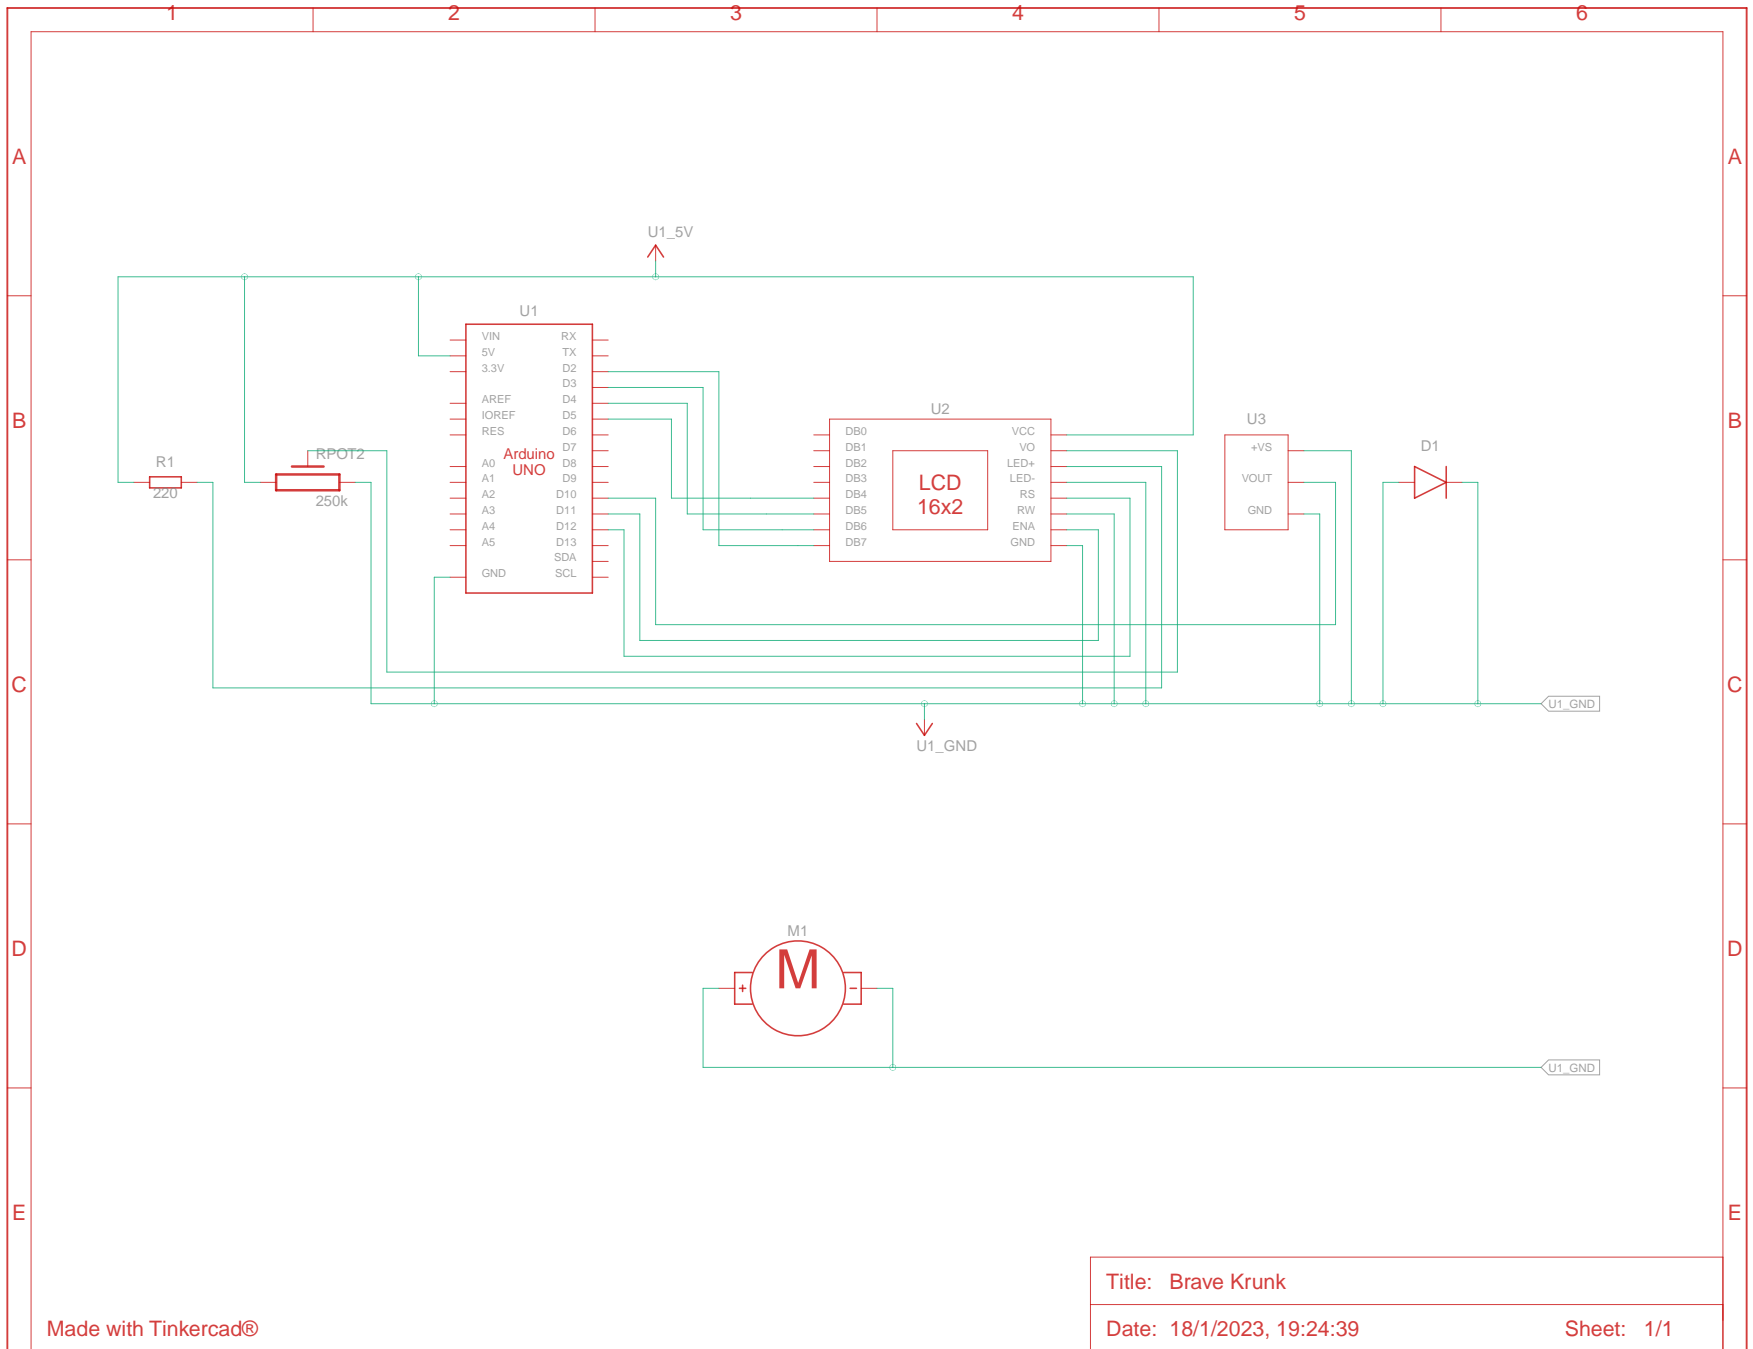 1 2 3 4 5 6
A A
U1_5V
B B
U1
VIN RX
5V TX
3.3V D2
D3
AREF D4
IOREF D5
RES D6
D7
A0 D8
A1 D9
A2 D10
A3 D11
A4 D12
A5 D13
SDA
GND SCL
Arduino
UNO
R1
220
RPOT2
250k
U2
DB0 VCC
DB1 VO
DB2 LED+
DB3 LED-
DB4 RS
DB5 RW
DB6 ENA
DB7 GND
LCD
16x2
U3
+VS
VOUT
GND
D1
C C
U1_GND
U1_GND
D D
M1
M
+ -
U1_GND
E E
Title: Brave Krunk
Made with Tinkercad®
Date: 18/1/2023, 19:24:39 Sheet: 1/1